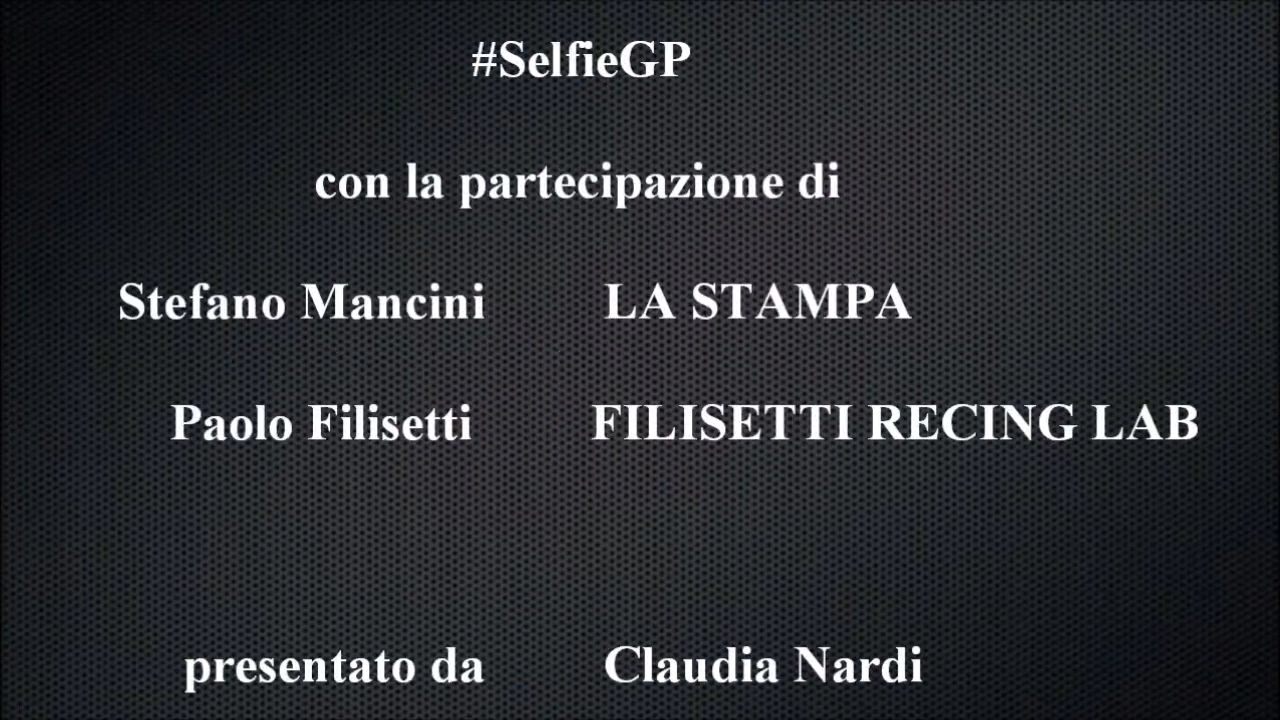 #SelfieGP
con la partecipazione di
Stefano Mancini LA STAMPA
Paolo Filisetti FILISETTI RECING LAB
presentato da Claudia Nardi